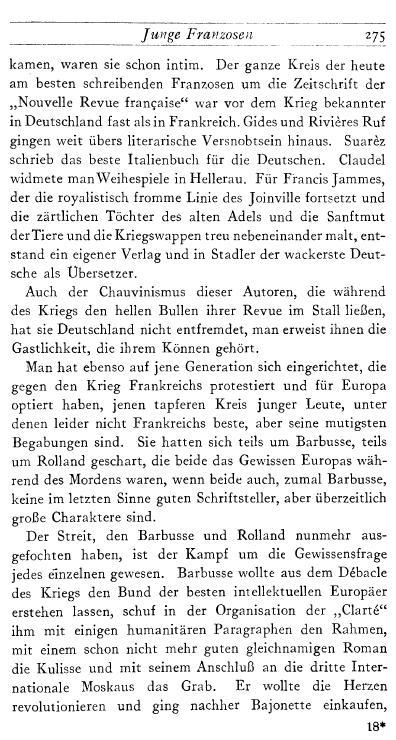 Junge Franzosen 275
kamen, waren sie schon intim. Der ganze Kreis der heute
am besten schreibenden Franzosen um die Zeitschrift der
„Nouvelle Revue française“ war vor dem Krieg bekannter
in Deutschland fast als in Frankreich. Gides und Rivières Ruf
gingen weit übers literarische Versnobtsein hinaus. Suarèz
schrieb das beste Italienbuch für die Deutschen. Claudel
widmete man Weihespiele in Hellerau. Für Francis Jammes,
der die royalistisch fromme Linie des Joinville fortsetzt und
die zärtlichen Töchter des alten Adels und die Sanftmut
der Tiere und die Kriegswappen treu nebeneinander malt, ent-
stand ein eigener Verlag und in Stadler der wackerste Deut-
sche als Übersetzer.
Auch der Chauvinismus dieser Autoren, die während
des Kriegs den hellen Bullen ihrer Revue im Stall ließen,
hat sie Deutschland nicht entfremdet, man erweist ihnen die
Gastlichkeit, die ihrem Können gehört.
Man hat ebenso auf jene Generation sich eingerichtet, die
gegen den Krieg Frankreichs protestiert und für Europa
optiert haben, jenen tapferen Kreis junger Leute, unter
denen leider nicht Frankreichs beste, aber seine mutigsten
Begabungen sind. Sie hatten sich teils um Barbusse, teils
um Rolland geschart, die beide das Gewissen Europas wäh-
rend des Mordens waren, wenn beide auch, zumal Barbusse,
keine im letzten Sinne guten Schriftsteller, aber überzeitlich
große Charaktere sind.
Der Streit, den Barbusse und Rolland nunmehr aus-
gefochten haben, ist der Kampf um die Gewissensfrage
jedes einzelnen gewesen. Barbusse wollte aus dem Débacle
des Kriegs den Bund der besten intellektuellen Europäer
erstehen lassen, schuf in der Organisation der „Clarté“
ihm mit einigen humanitären Paragraphen den Rahmen,
mit einem schon nicht mehr guten gleichnamigen Roman
die Kulisse und mit seinem Anschluß an die dritte Inter-
nationale Moskaus das Grab. Er wollte die Herzen
revolutionieren und ging nachher Bajonette einkaufen,
18*